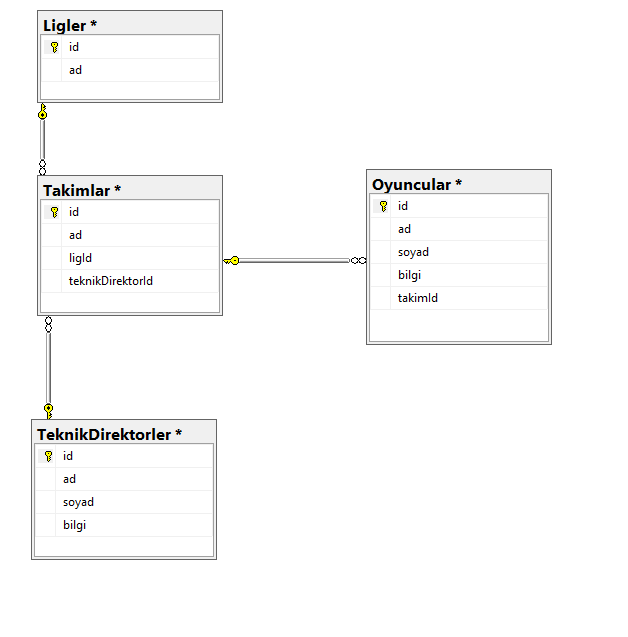 Ligler *
id
ad
Takimlar *
id
ad
ligId
teknikDirektorId
Oyuncular *
id
ad
soyad
bilgi
takimId
TeknikDirektorler *
id
ad
soyad
bilgi